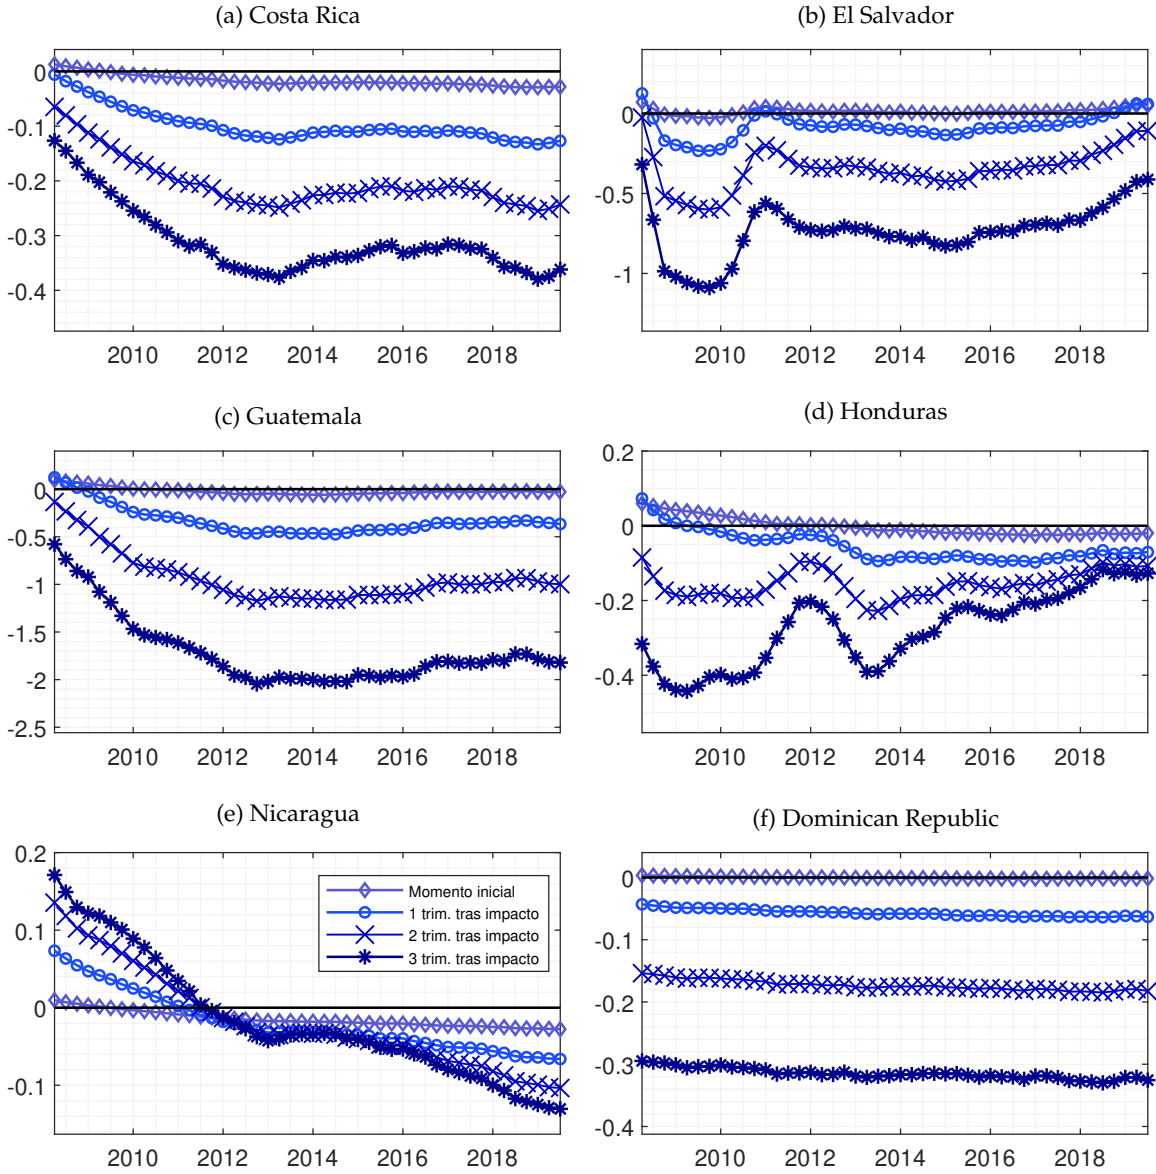 (a) Costa Rica
0
-0.1
-0.2
-0.3
-0.4
2010 2012 2014 2016 2018
(b) El Salvador
0
-0.5
-1
2010 2012 2014 2016 2018
(c) Guatemala
0
-0.5
-1
-1.5
-2
-2.5
2010 2012 2014 2016 2018
(d) Honduras
0.2
0
-0.2
-0.4
2010 2012 2014 2016 2018
(e) Nicaragua
0.2
0.1
0
-0.1
Momento inicial
1 trim. tras impacto
2 trim. tras impacto
3 trim. tras impacto
2010 2012 2014 2016 2018
(f) Dominican Republic
0
-0.1
-0.2
-0.3
-0.4
2010 2012 2014 2016 2018